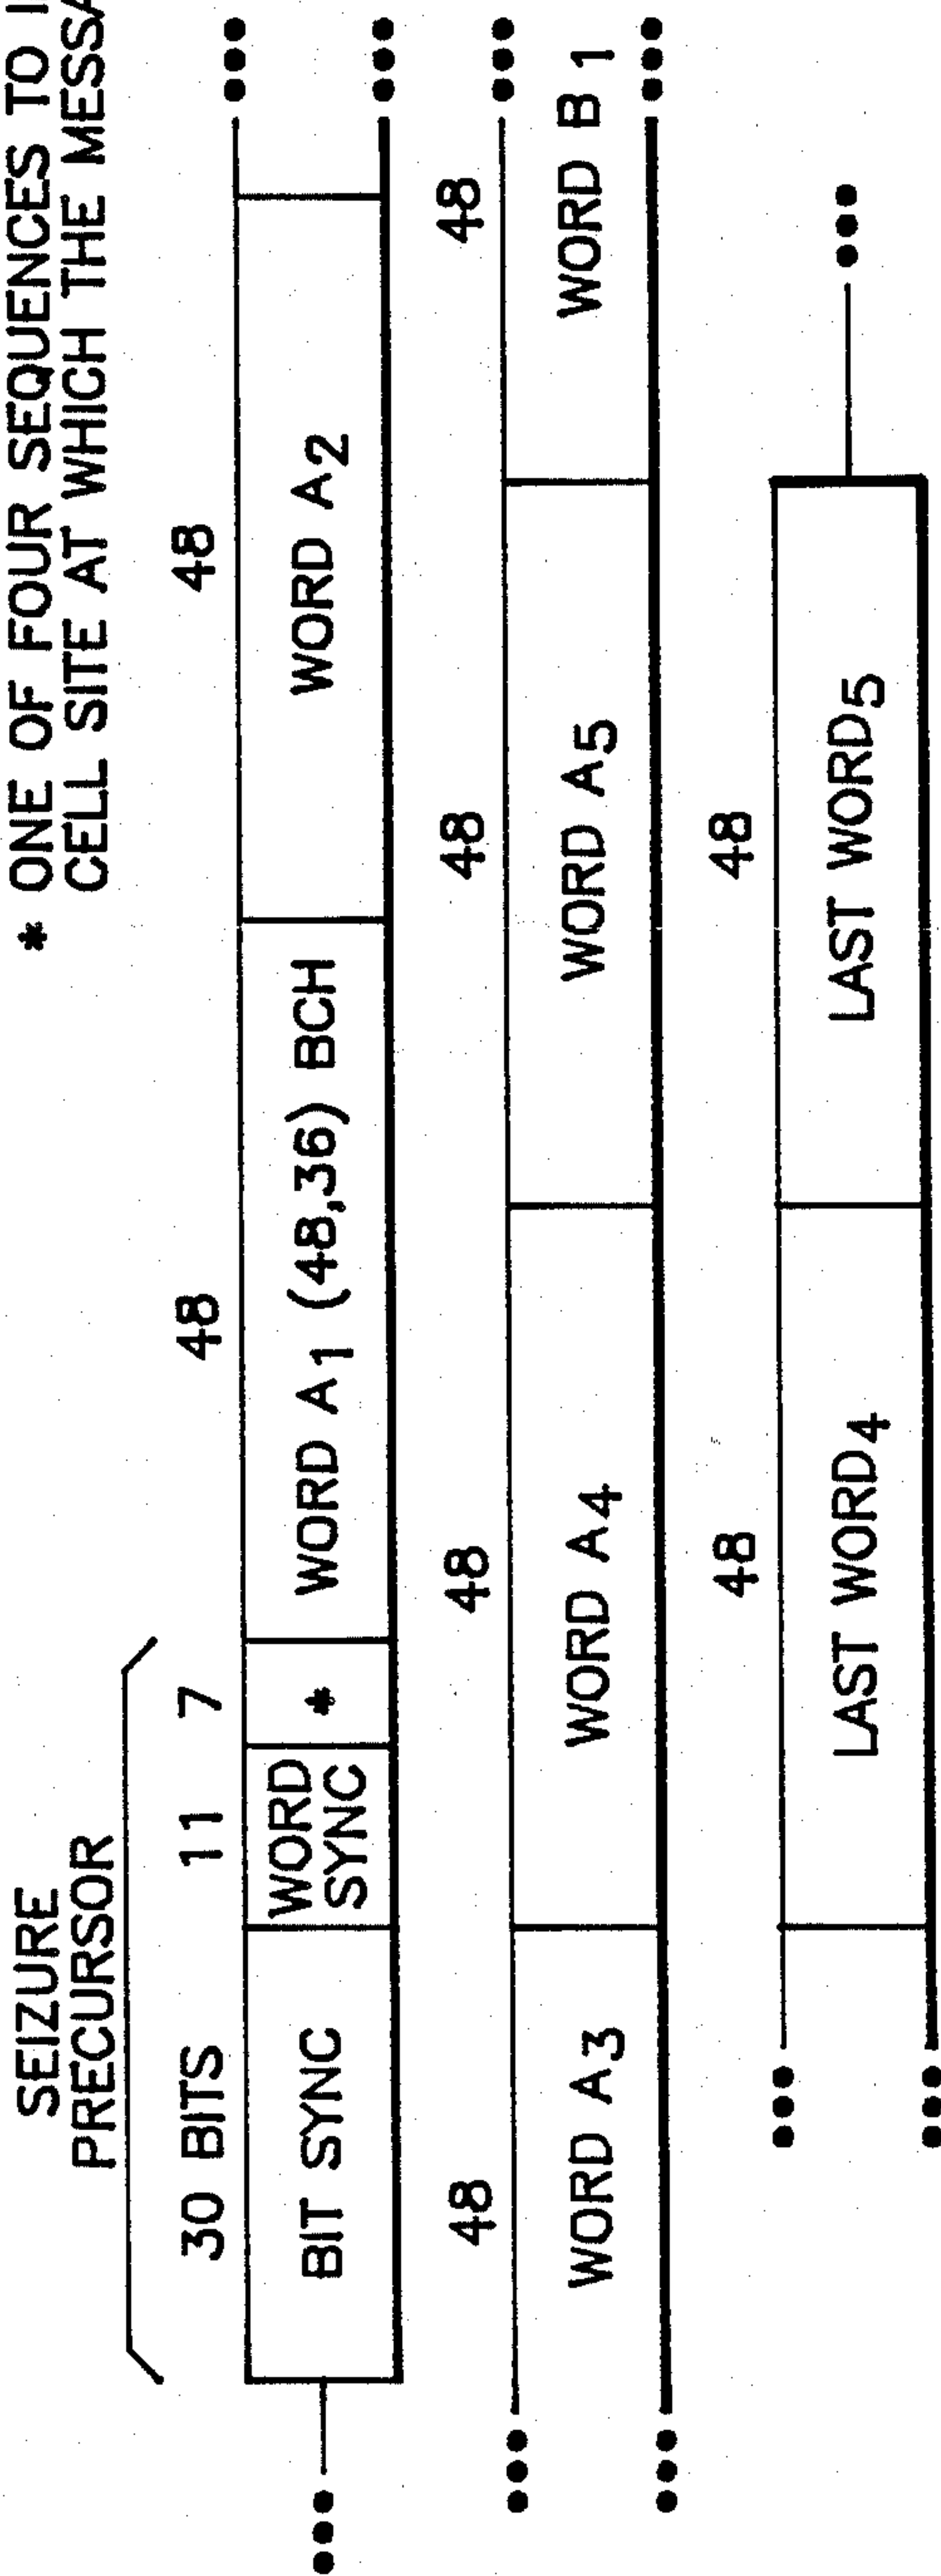 * ONE OF FOUR SEQUENCES TO
CELL SITE AT WHICH THE
SEIZURE
PRECURSOR
30 BITS 11 7 48 48
BIT SYNC WORD SYNC * WORD A1 (48,36) BCH WORD A2
48 48 48 48
WORD A3 WORD A4 WORD A5 WORD B1
48 48
LAST WORD4 LAST WORD5